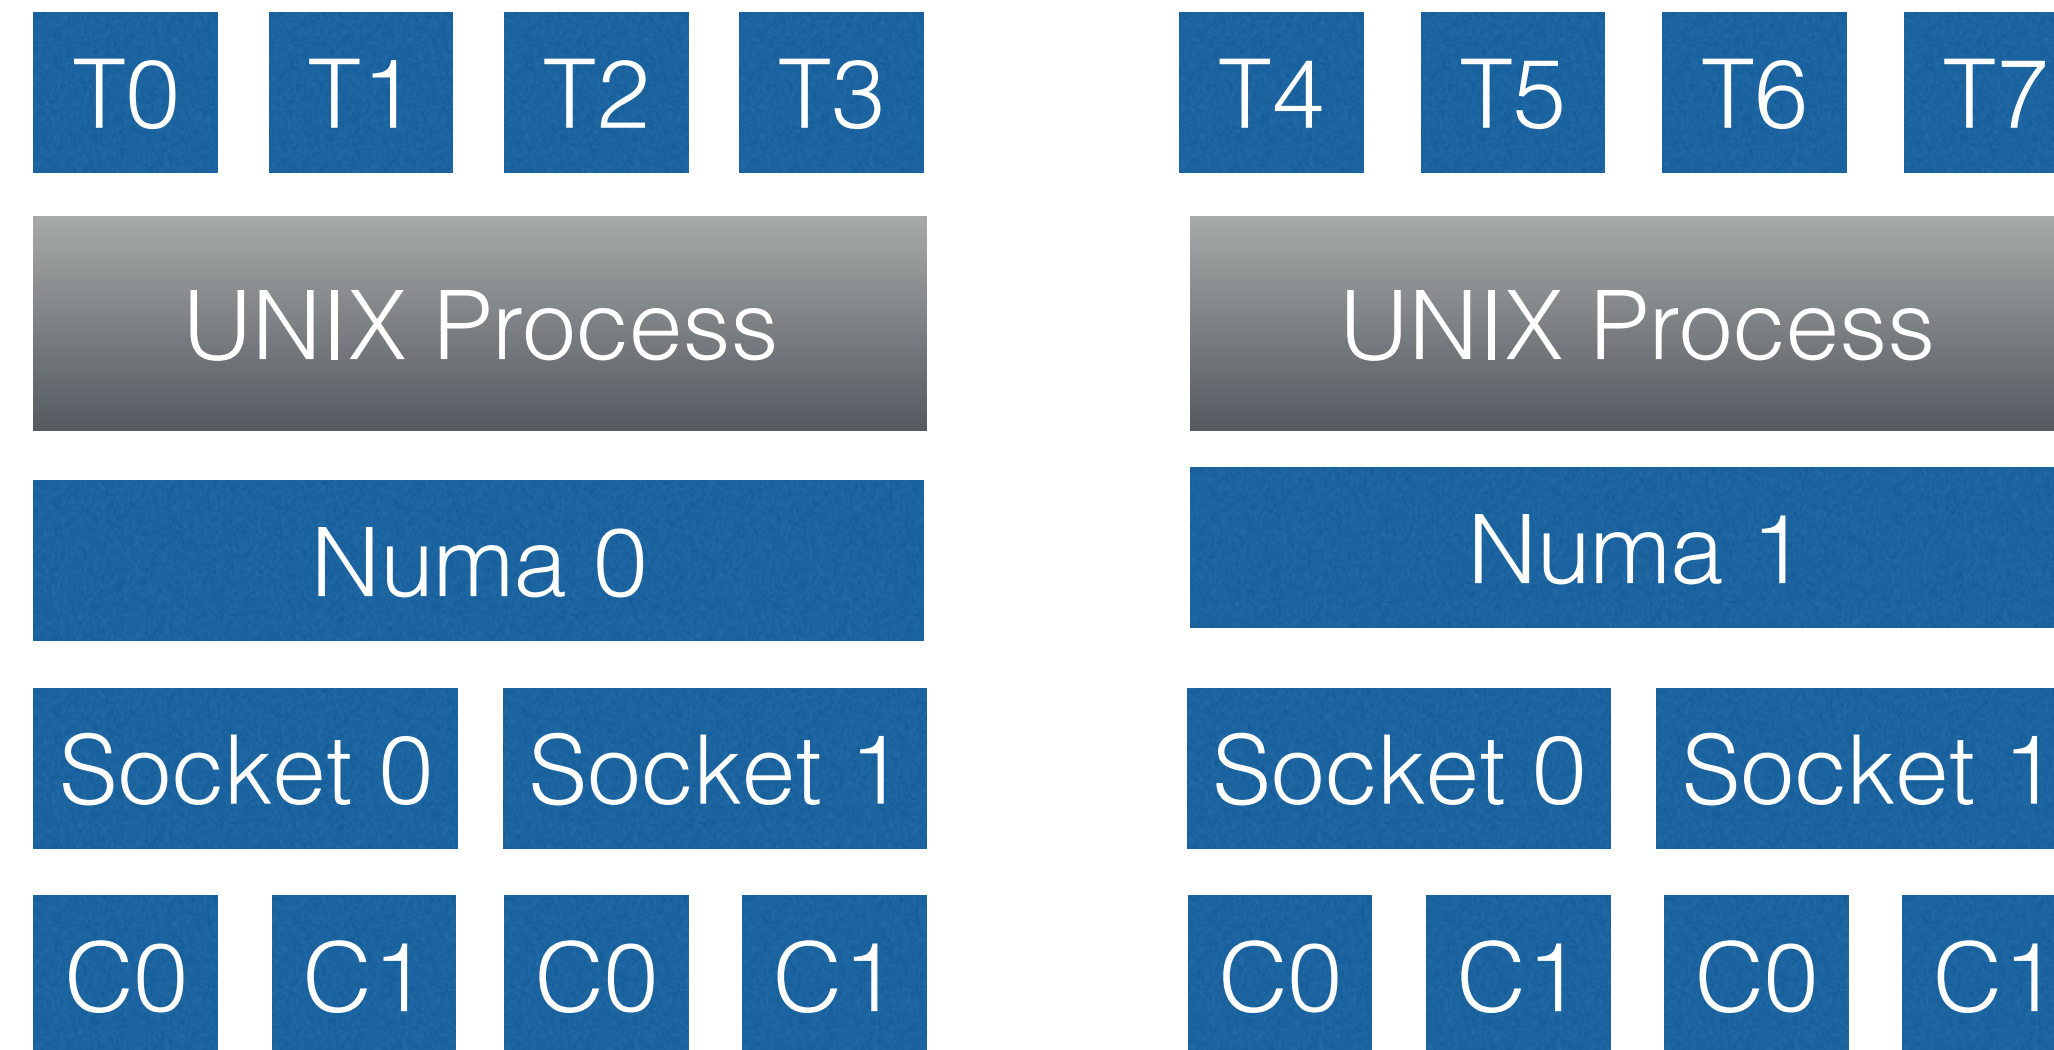 T0 T1 T2 T3 T4 T5 T6 T7
UNIX Process UNIX Process
Numa 0 Numa 1
Socket 0 Socket 1 Socket 0 Socket 1
C0 C1 C0 C1 C0 C1 C0 C1